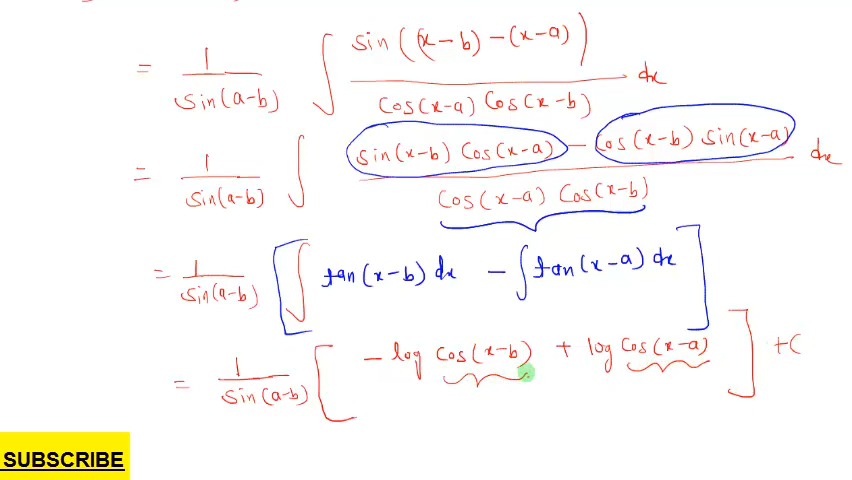 = 1/sin(a-b) ∫ sin((x-b)-(x-a))/cos(x-a) cos(x-b) dx
= 1/sin(a-b) ∫ sin(x-b) cos(x-a) - cos(x-b) sin(x-a)/cos(x-a) cos(x-b) dx
= 1/sin(a-b) [∫ tan(x-b) dx - ∫ tan(x-a) dx]
= 1/sin(a-b) [- log cos(x-b) + log cos(x-a)] + C
SUBSCRIBE